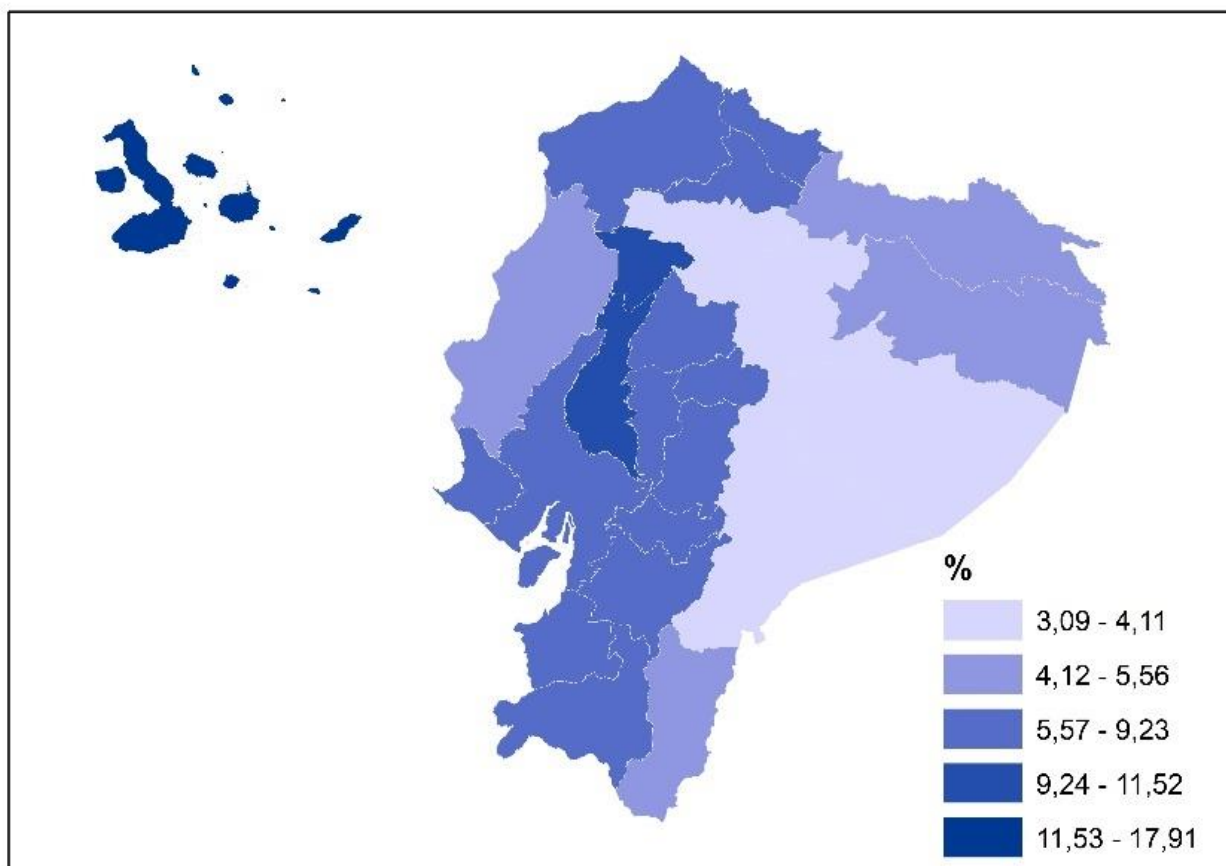 %
3,09 - 4,11
4,12 - 5,56
5,57 - 9,23
9,24 - 11,52
11,53 - 17,91